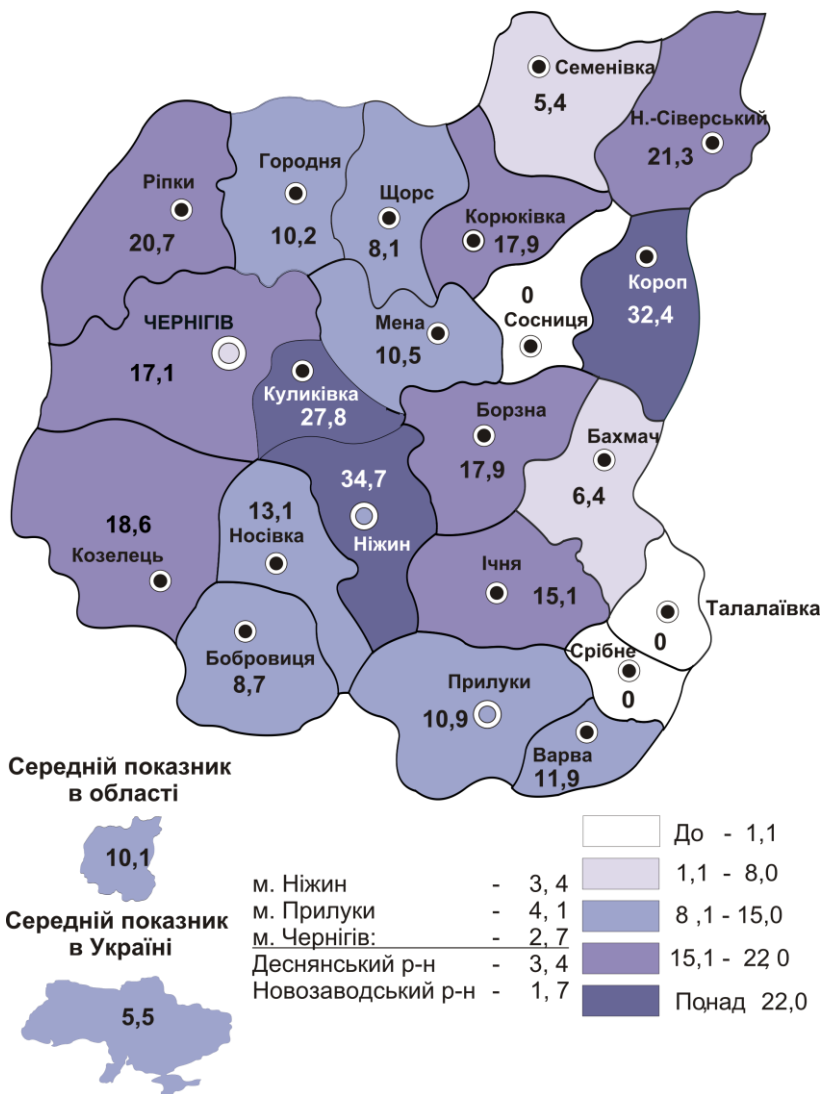 Семенівка
5,4
Н.-Сіверський
21,3
Городня
10,2
Ріпки
20,7
Щорс
8,1
Корюківка
17,9
Короп
32,4
0
Сосниця
ЧЕРНІГІВ
17,1
Мена
10,5
Куликівка
27,8
Борзна
17,9
Бахмач
6,4
34,7
Ніжин
13,1
Носівка
18,6
Козелець
Ічня
15,1
Талалаївка
0
Срібне
0
Бобровиця
8,7
Прилуки
10,9
Варва
11,9
Середній показник
в області
10,1
Середній показник
в Україні
5,5
м. Ніжин - 3, 4
м. Прилуки - 4, 1
м. Чернігів: - 2, 7
Деснянський р-н - 3, 4
Новозаводський р-н - 1, 7
До - 1,1
1,1 - 8,0
8 ,1 - 15,0
15,1 - 22 0
Понад 22,0